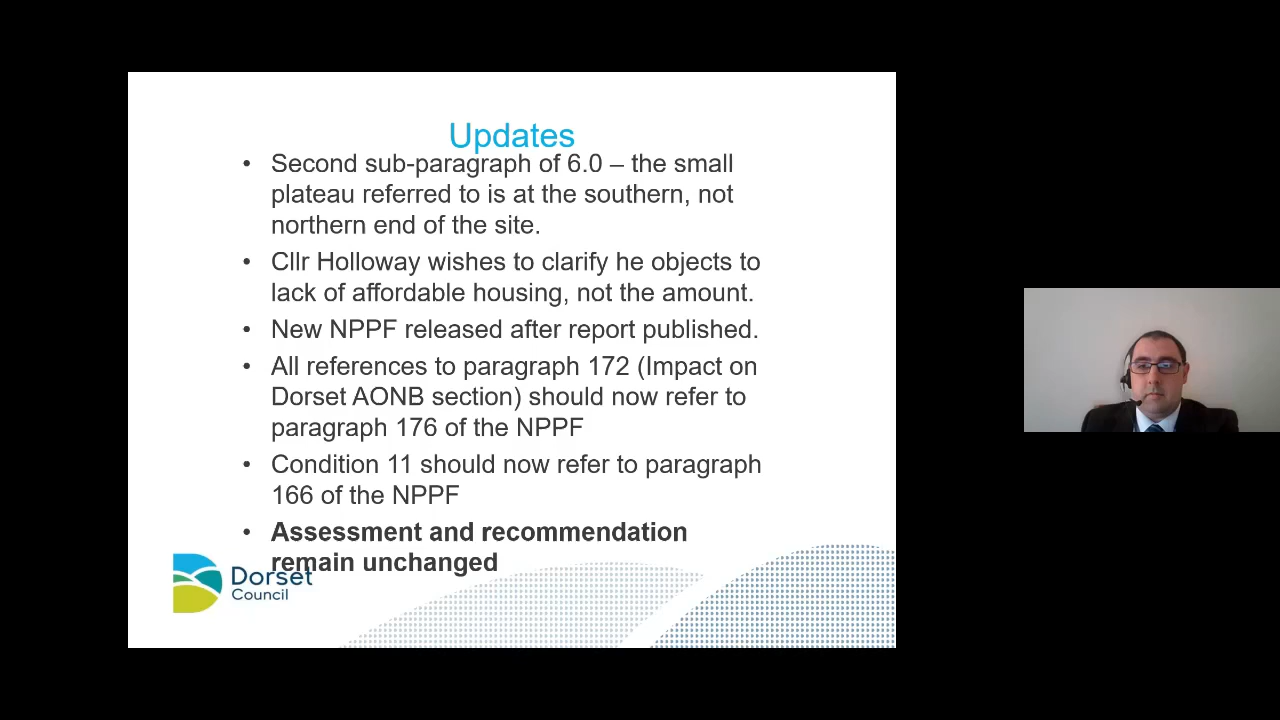 Updates
• Second sub-paragraph of 6.0 – the small
plateau referred to is at the southern, not
northern end of the site.
• Cllr Holloway wishes to clarify he objects to
lack of affordable housing, not the amount.
• New NPPF released after report published.
• All references to paragraph 172 (Impact on
Dorset AONB section) should now refer to
paragraph 176 of the NPPF
• Condition 11 should now refer to paragraph
166 of the NPPF
• Assessment and recommendation
remain unchanged
Dorset
Council